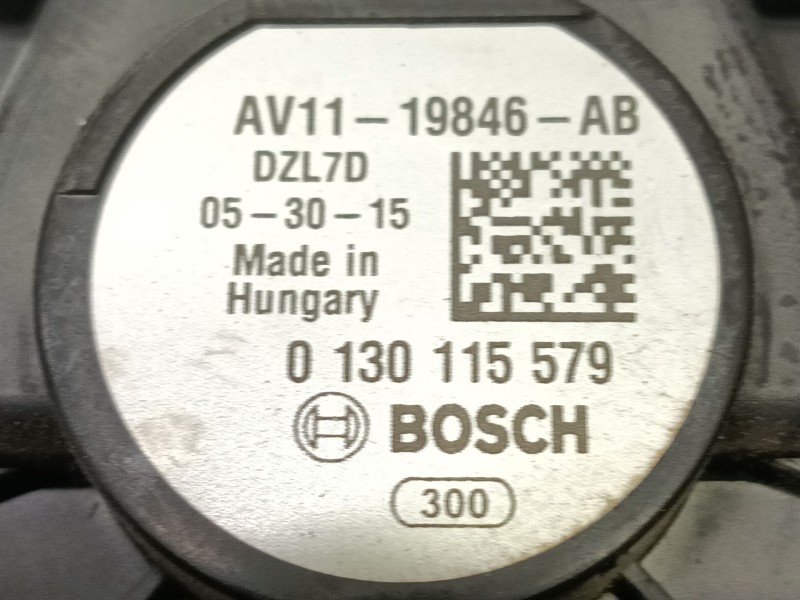 AV11-19846-AB
DZL7D
05-30-15
Made in
Hungary
0 130 115 579
BOSCH
300